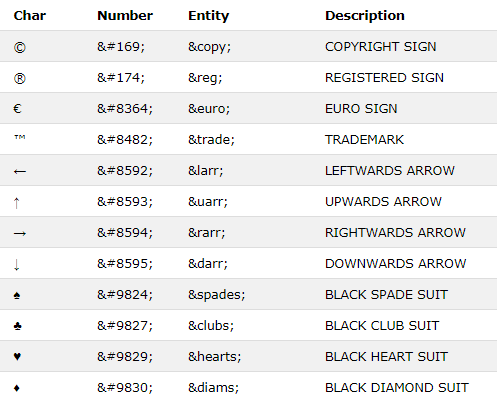 Char Number Entity Description
© &#169; &copy; COPYRIGHT SIGN
® &#174; &reg; REGISTERED SIGN
€ &#8364; &euro; EURO SIGN
™ &#8482; &trade; TRADEMARK
← &#8592; &larr; LEFTWARDS ARROW
↑ &#8593; &uarr; UPWARDS ARROW
→ &#8594; &rarr; RIGHTWARDS ARROW
↓ &#8595; &darr; DOWNWARDS ARROW
♠ &#9824; &spades; BLACK SPADE SUIT
♣ &#9827; &clubs; BLACK CLUB SUIT
♥ &#9829; &hearts; BLACK HEART SUIT
♦ &#9830; &diams; BLACK DIAMOND SUIT